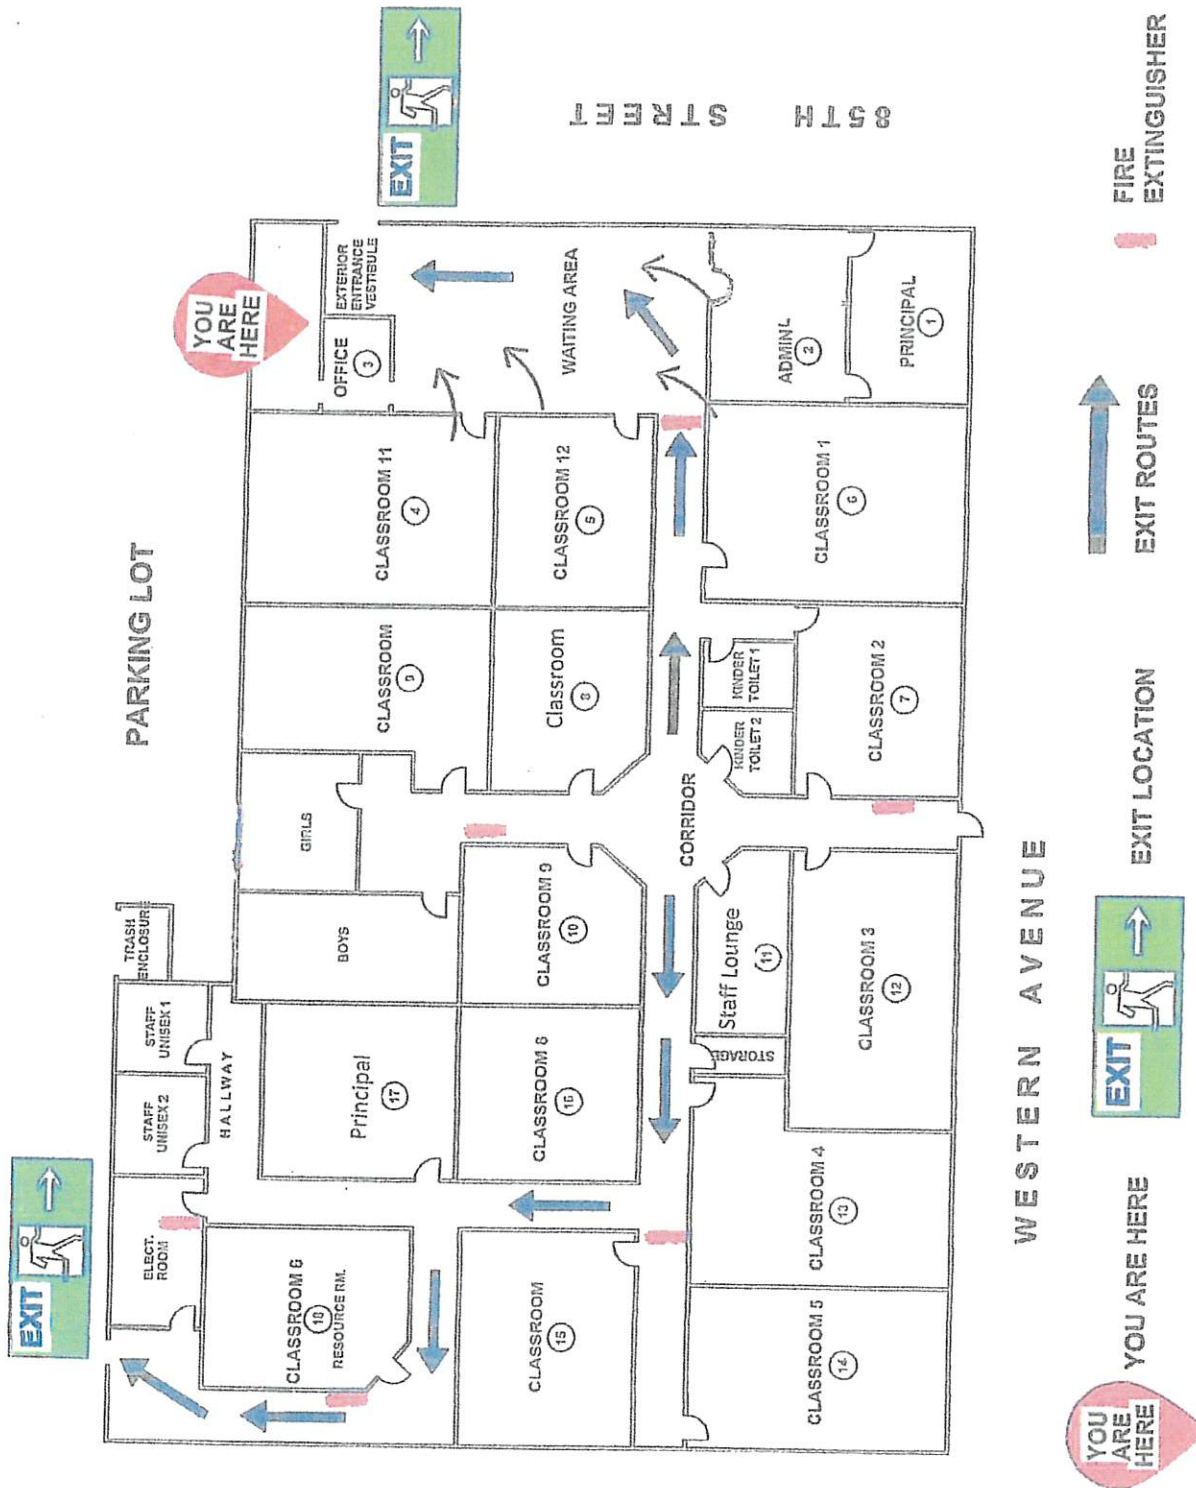 EXIT
EXIT
PARKING LOT
TRASH
ENCLOSURE
STAFF
UNISEX 2
STAFF
UNISEX 1
ELECT.
ROOM
HALLWAY
YOU
ARE
HERE
GIRLS
BOYS
EXTERIOR
ENTRANCE
VESTIBULE
OFFICE
3
CLASSROOM 6
18
RESOURCE RM.
Principal
17
CLASSROOM
9
CLASSROOM 11
4
CLASSROOM
15
CLASSROOM 8
16
CLASSROOM 9
10
Classroom
8
CLASSROOM 12
5
WAITING AREA
STREET
CORRIDOR
STORAGE
Staff Lounge
11
KINDER
TOILET 2
KINDER
TOILET 1
ADMIN
2
CLASSROOM 5
14
CLASSROOM 4
13
CLASSROOM 3
12
CLASSROOM 2
7
CLASSROOM 1
6
PRINCIPAL
1
WESTERN AVENUE
YOU
ARE
HERE
YOU ARE HERE
EXIT
EXIT LOCATION
EXIT ROUTES
FIRE
EXTINGUISHER